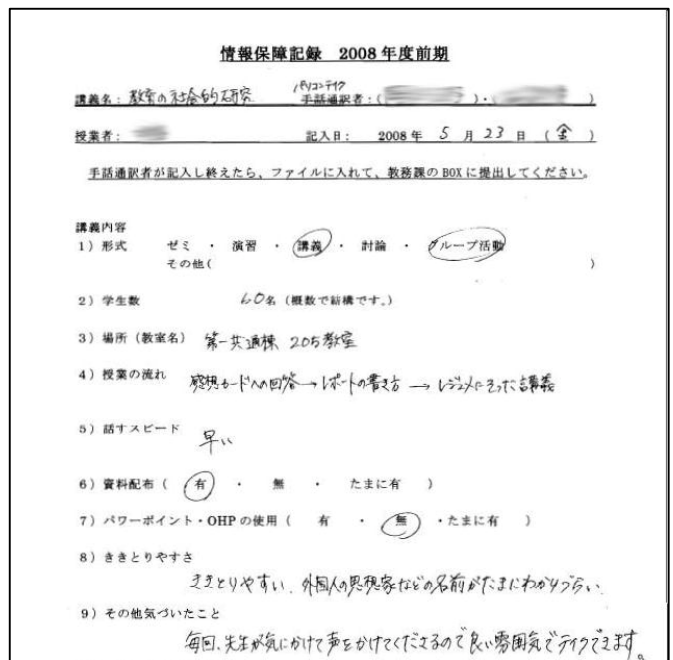 情報保障記録 2008年度前期
パソコンテイク
講義名：教室の社会的研究 手話通訳者：( )・( )
授業者： 記入日： 2008年 5月23日（金）
手話通訳者が記入し終えたら、ファイルに入れて、教務課のBOXに提出してください。
講義内容
1）形式 ゼミ ・ 演習 ・ 講義 ・ 討論 ・ グループ活動
その他( )
2）学生数 60名（概数で結構です。）
3）場所（教室名） 第一共通棟 205教室
4）授業の流れ 感想カードへの回答→レポートの書き方→レジュメにそった講義
5）話すスピード
早い
6）資料配布（ 有 ・ 無 ・ たまに有 ）
7）パワーポイント・OHPの使用（ 有 ・ 無 ・たまに有 ）
8）ききとりやすさ
ききとりやすい．外国人の思想家などの名前がたまにわかりづらい．
9）その他気づいたこと
毎回、先生が気にかけて声をかけてくださるので良い雰囲気でテイクできます。